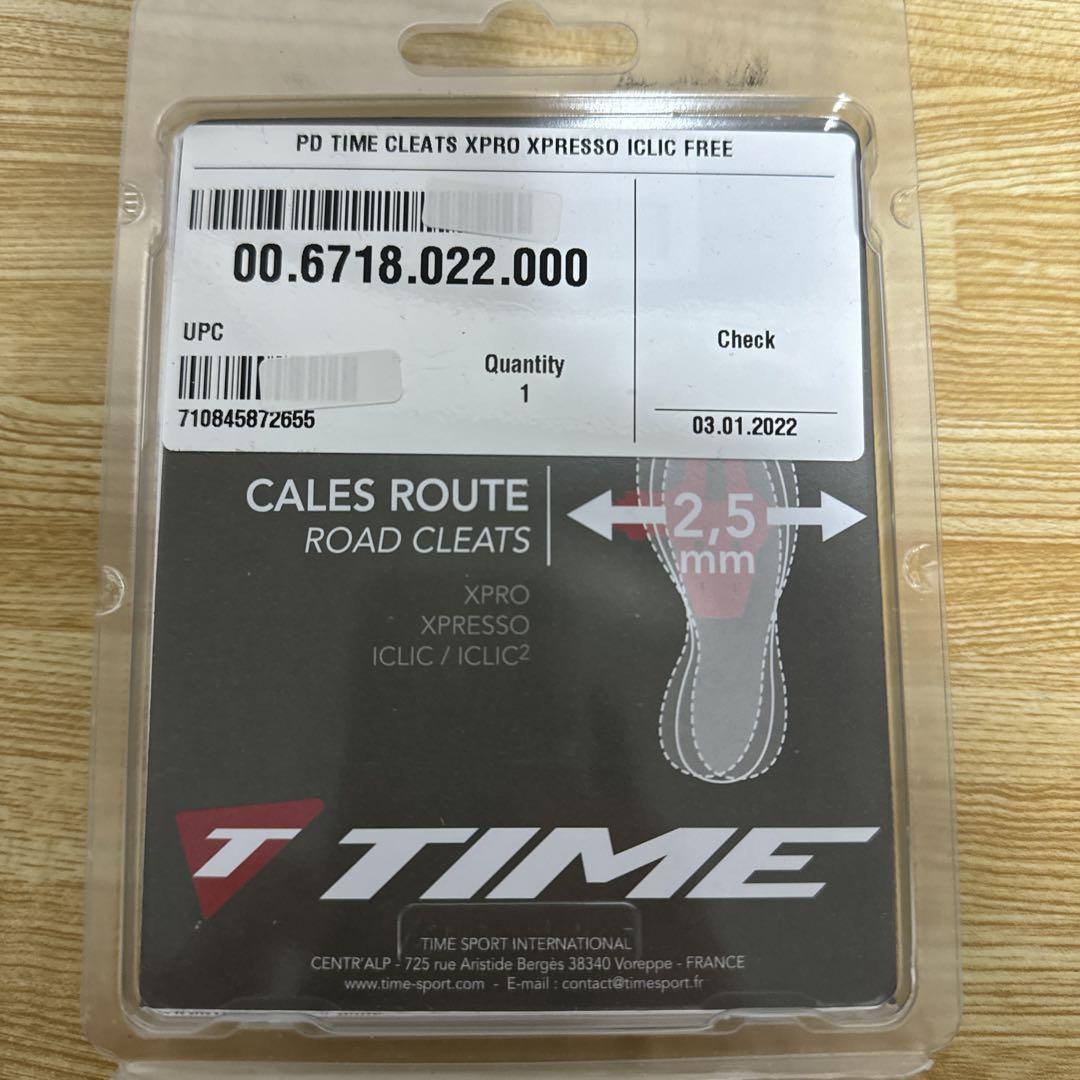 PD TIME CLEATS XPRO XPRESSO ICLIC FREE
00.6718.022.000
UPC
Quantity
1
710845872655
Check
03.01.2022
CALES ROUTE
ROAD CLEATS
2,5
mm
XPRO
XPRESSO
ICLIC / ICLIC²
T TIME
TIME SPORT INTERNATIONAL
CENTR'ALP - 725 rue Aristide Bergès 38340 Voreppe - FRANCE
www.time-sport.com - E-mail : contact@timesport.fr